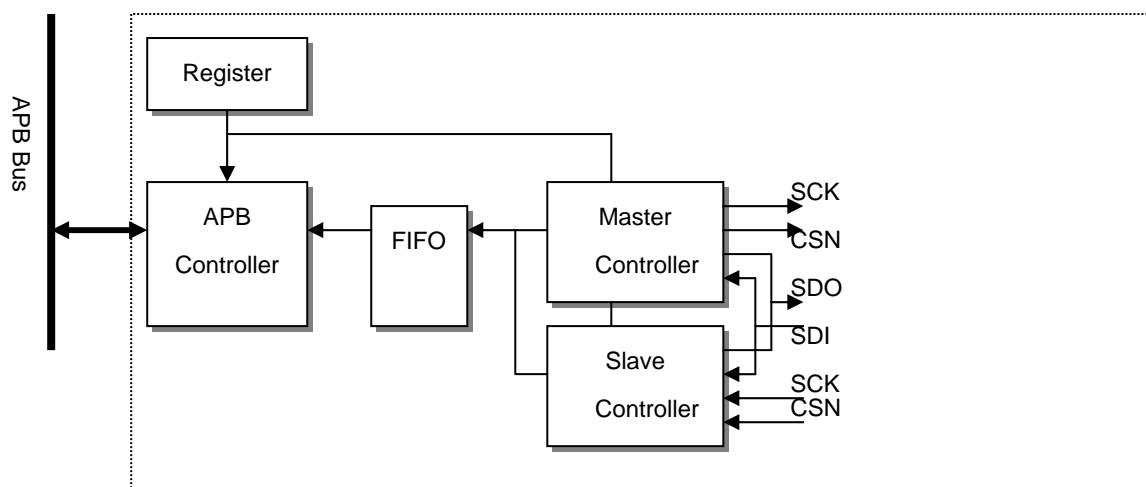 Register
APB Bus
APB
Controller
FIFO
Master
Controller
SCK
CSN
SDO
SDI
Slave
Controller
SCK
CSN